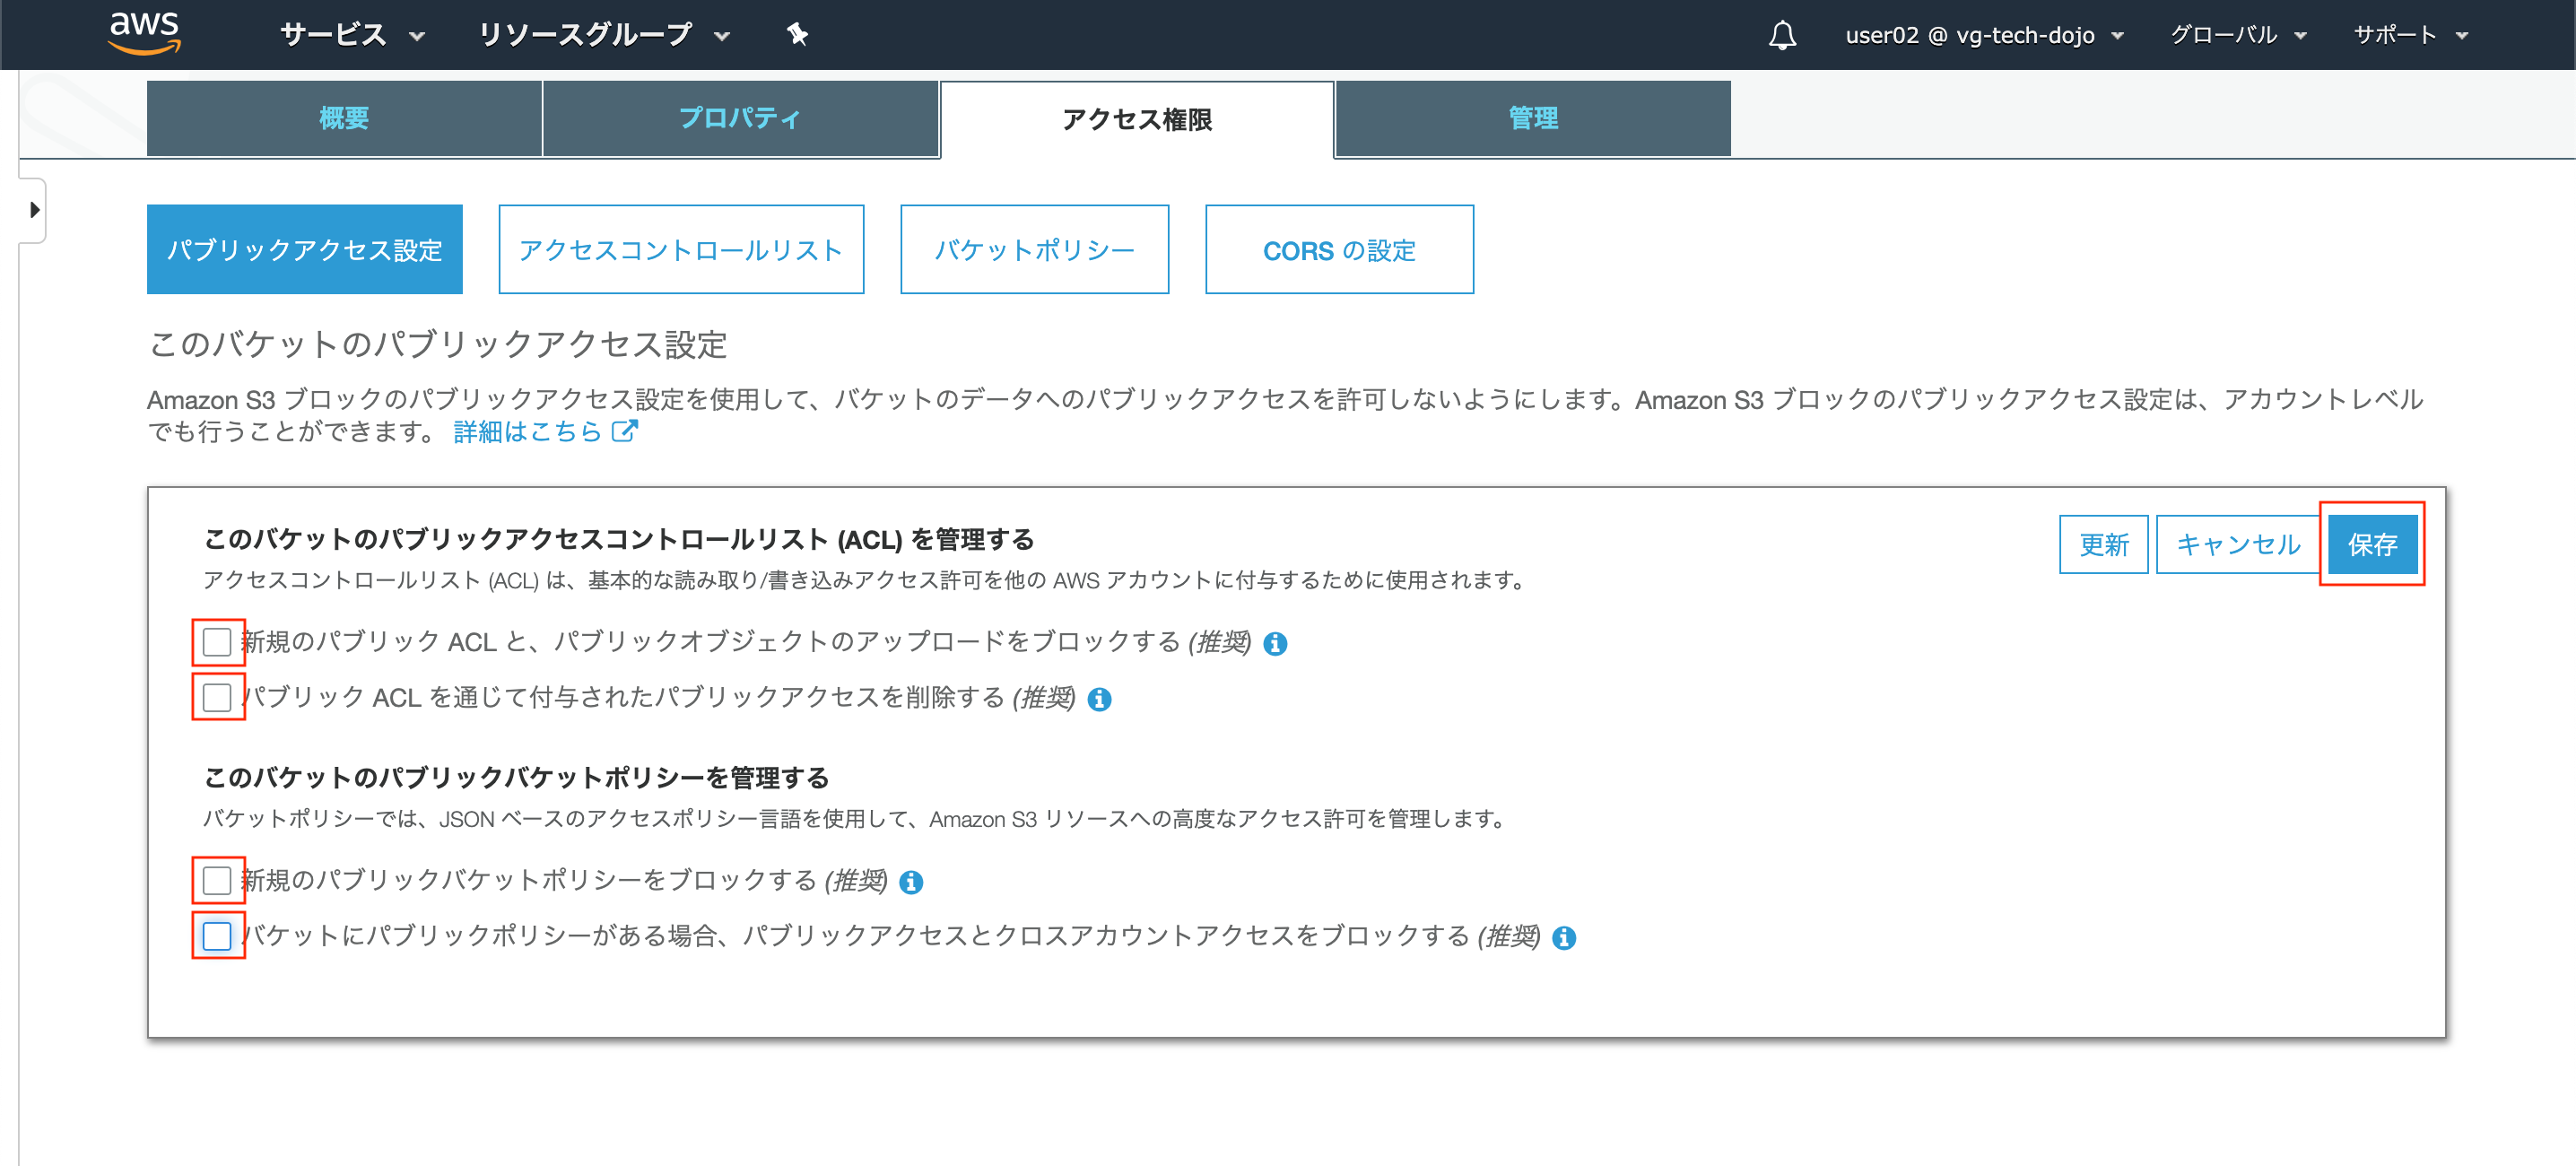 aws サービス リソースグループ user02 @ vg-tech-dojo グローバル サポート
概要 プロパティ アクセス権限 管理
パブリックアクセス設定 アクセスコントロールリスト バケットポリシー CORS の設定
このバケットのパブリックアクセス設定
Amazon S3 ブロックのパブリックアクセス設定を使用して、バケットのデータへのパブリックアクセスを許可しないようにします。Amazon S3 ブロックのパブリックアクセス設定は、アカウントレベル
でも行うことができます。 詳細はこちら
このバケットのパブリックアクセスコントロールリスト (ACL) を管理する
更新 キャンセル 保存
アクセスコントロールリスト (ACL) は、基本的な読み取り/書き込みアクセス許可を他の AWS アカウントに付与するために使用されます。
新規のパブリック ACL と、パブリックオブジェクトのアップロードをブロックする (推奨)
パブリック ACL を通じて付与されたパブリックアクセスを削除する (推奨)
このバケットのパブリックバケットポリシーを管理する
バケットポリシーでは、JSON ベースのアクセスポリシー言語を使用して、Amazon S3 リソースへの高度なアクセス許可を管理します。
新規のパブリックバケットポリシーをブロックする (推奨)
バケットにパブリックポリシーがある場合、パブリックアクセスとクロスアカウントアクセスをブロックする (推奨)